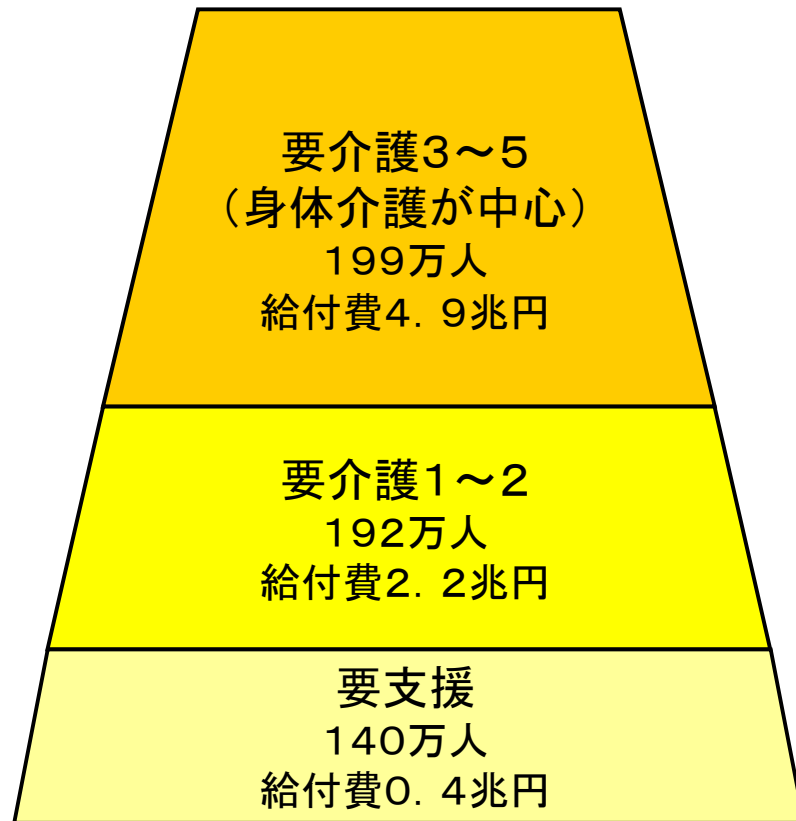 要介護3～5
（身体介護が中心）
199万人
給付費4．9兆円
要介護1～2
192万人
給付費2．2兆円
要支援
140万人
給付費0．4兆円